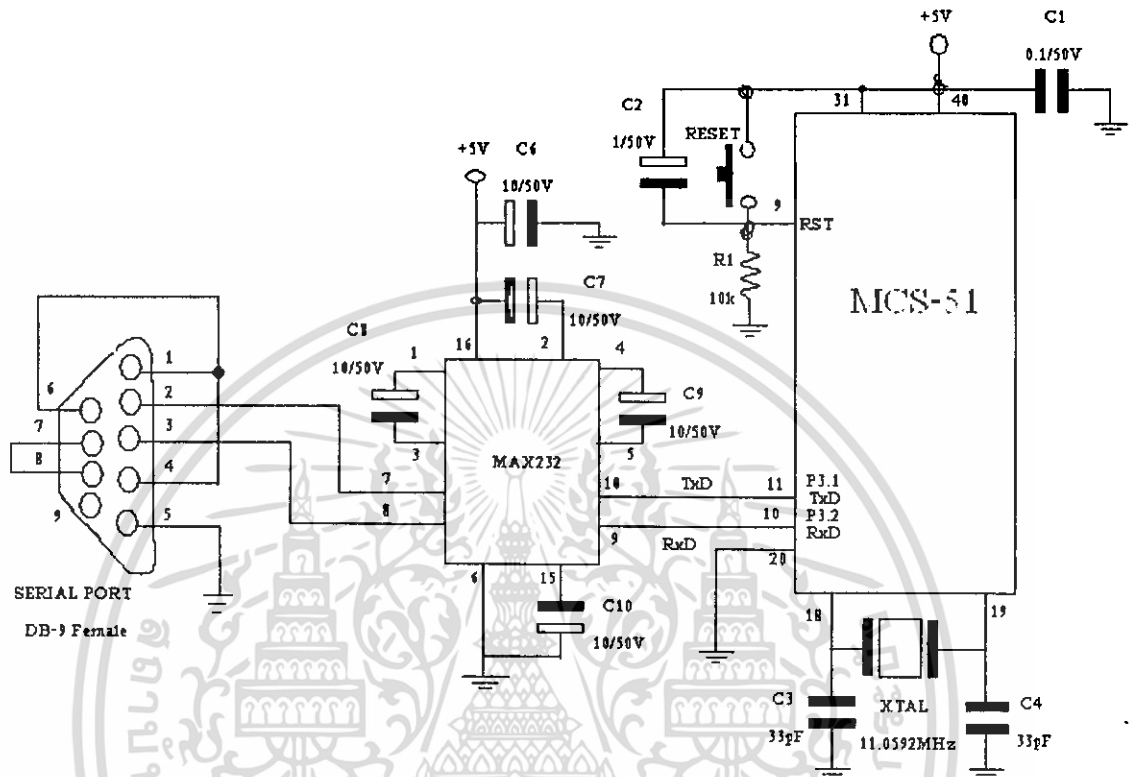 +5V
C1
0.1/50V
31
40
C2
1/50V
RESET
9
RST
R1
10k
MCS-51
+5V
C6
10/50V
C7
10/50V
16
2
4
C8
10/50V
1
3
C9
10/50V
5
MAX232
7
8
10
TxD
11
P3.1
TxD
9
RxD
10
P3.2
RxD
20
6
15
C10
10/50V
1
2
3
4
5
6
7
8
9
SERIAL PORT
DB-9 Female
18
19
C3
33pF
XTAL
11.0592MHz
C4
33pF